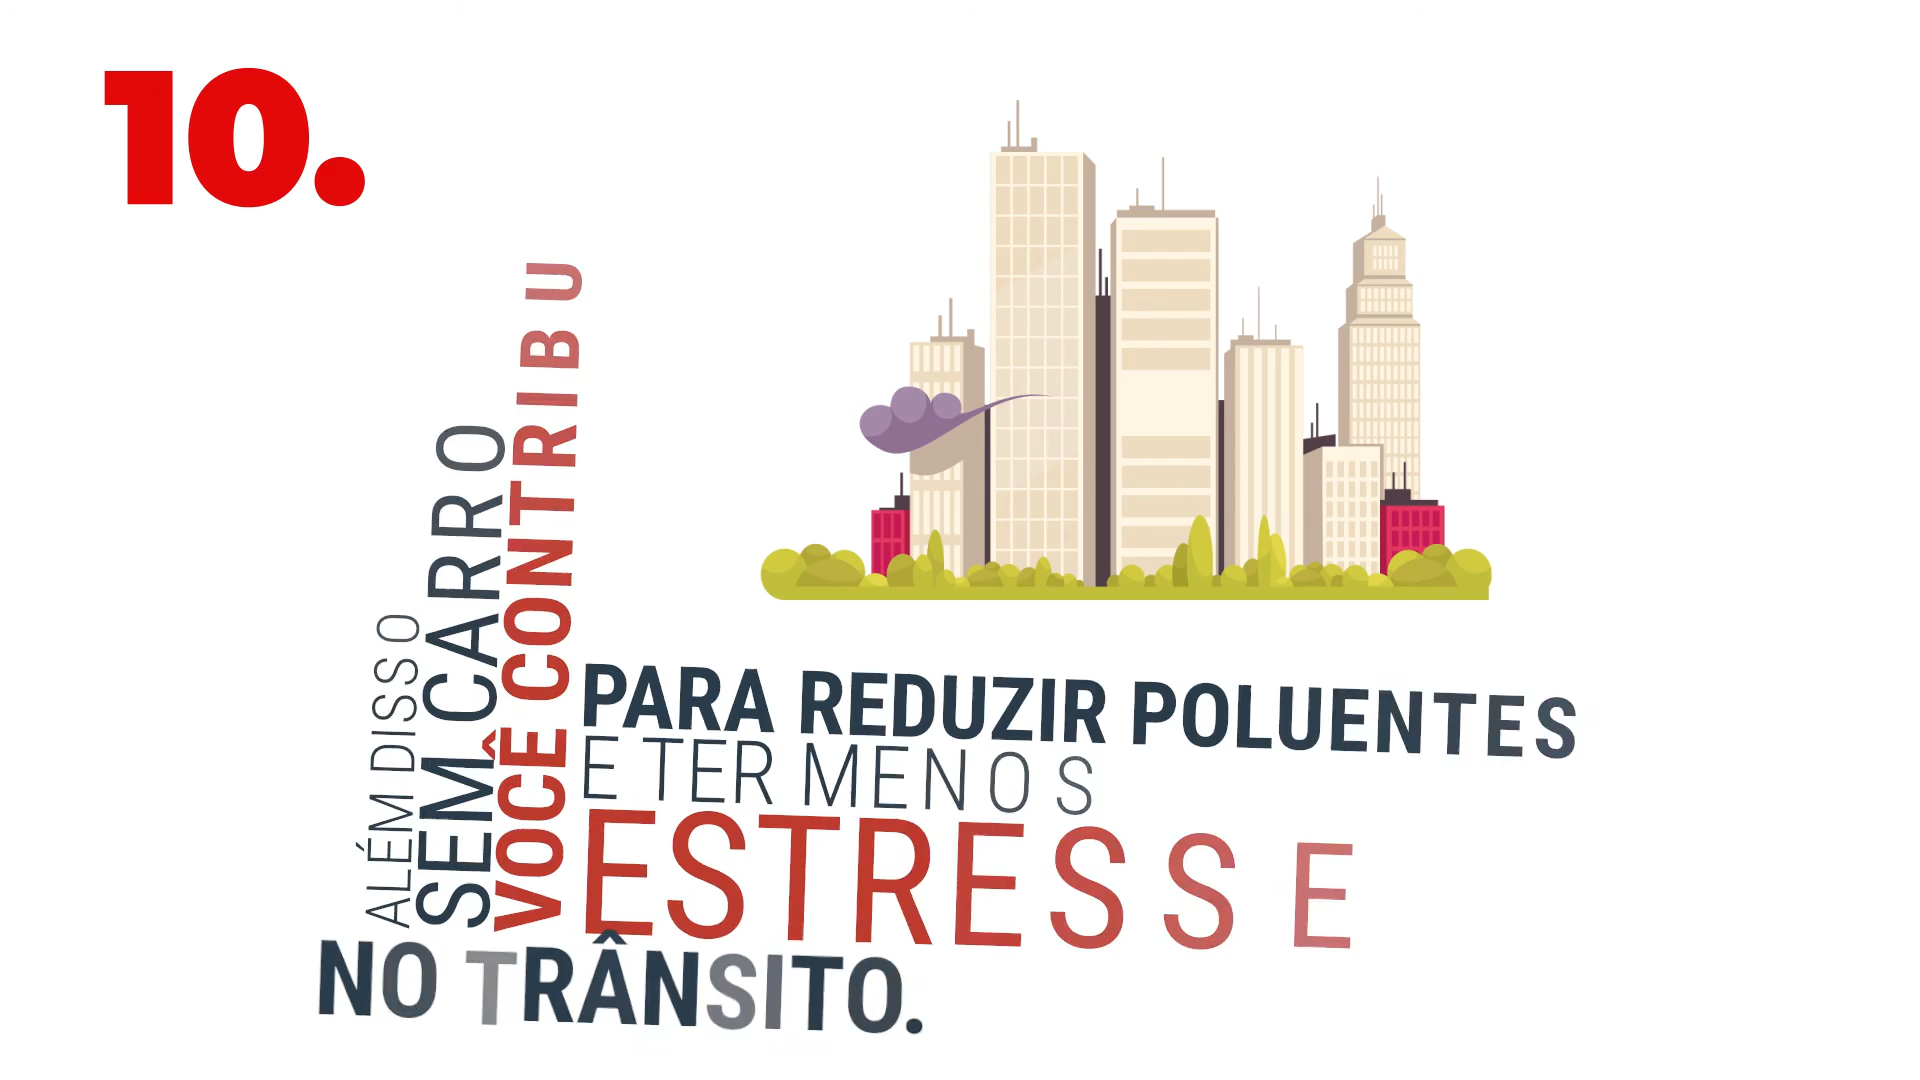 10.
ALÉM DISSO
SEM CARRO
VOCÊ CONTRIBU
PARA REDUZIR POLUENTES
E TER MENOS
ESTRESSE
NO TRÂNSITO.